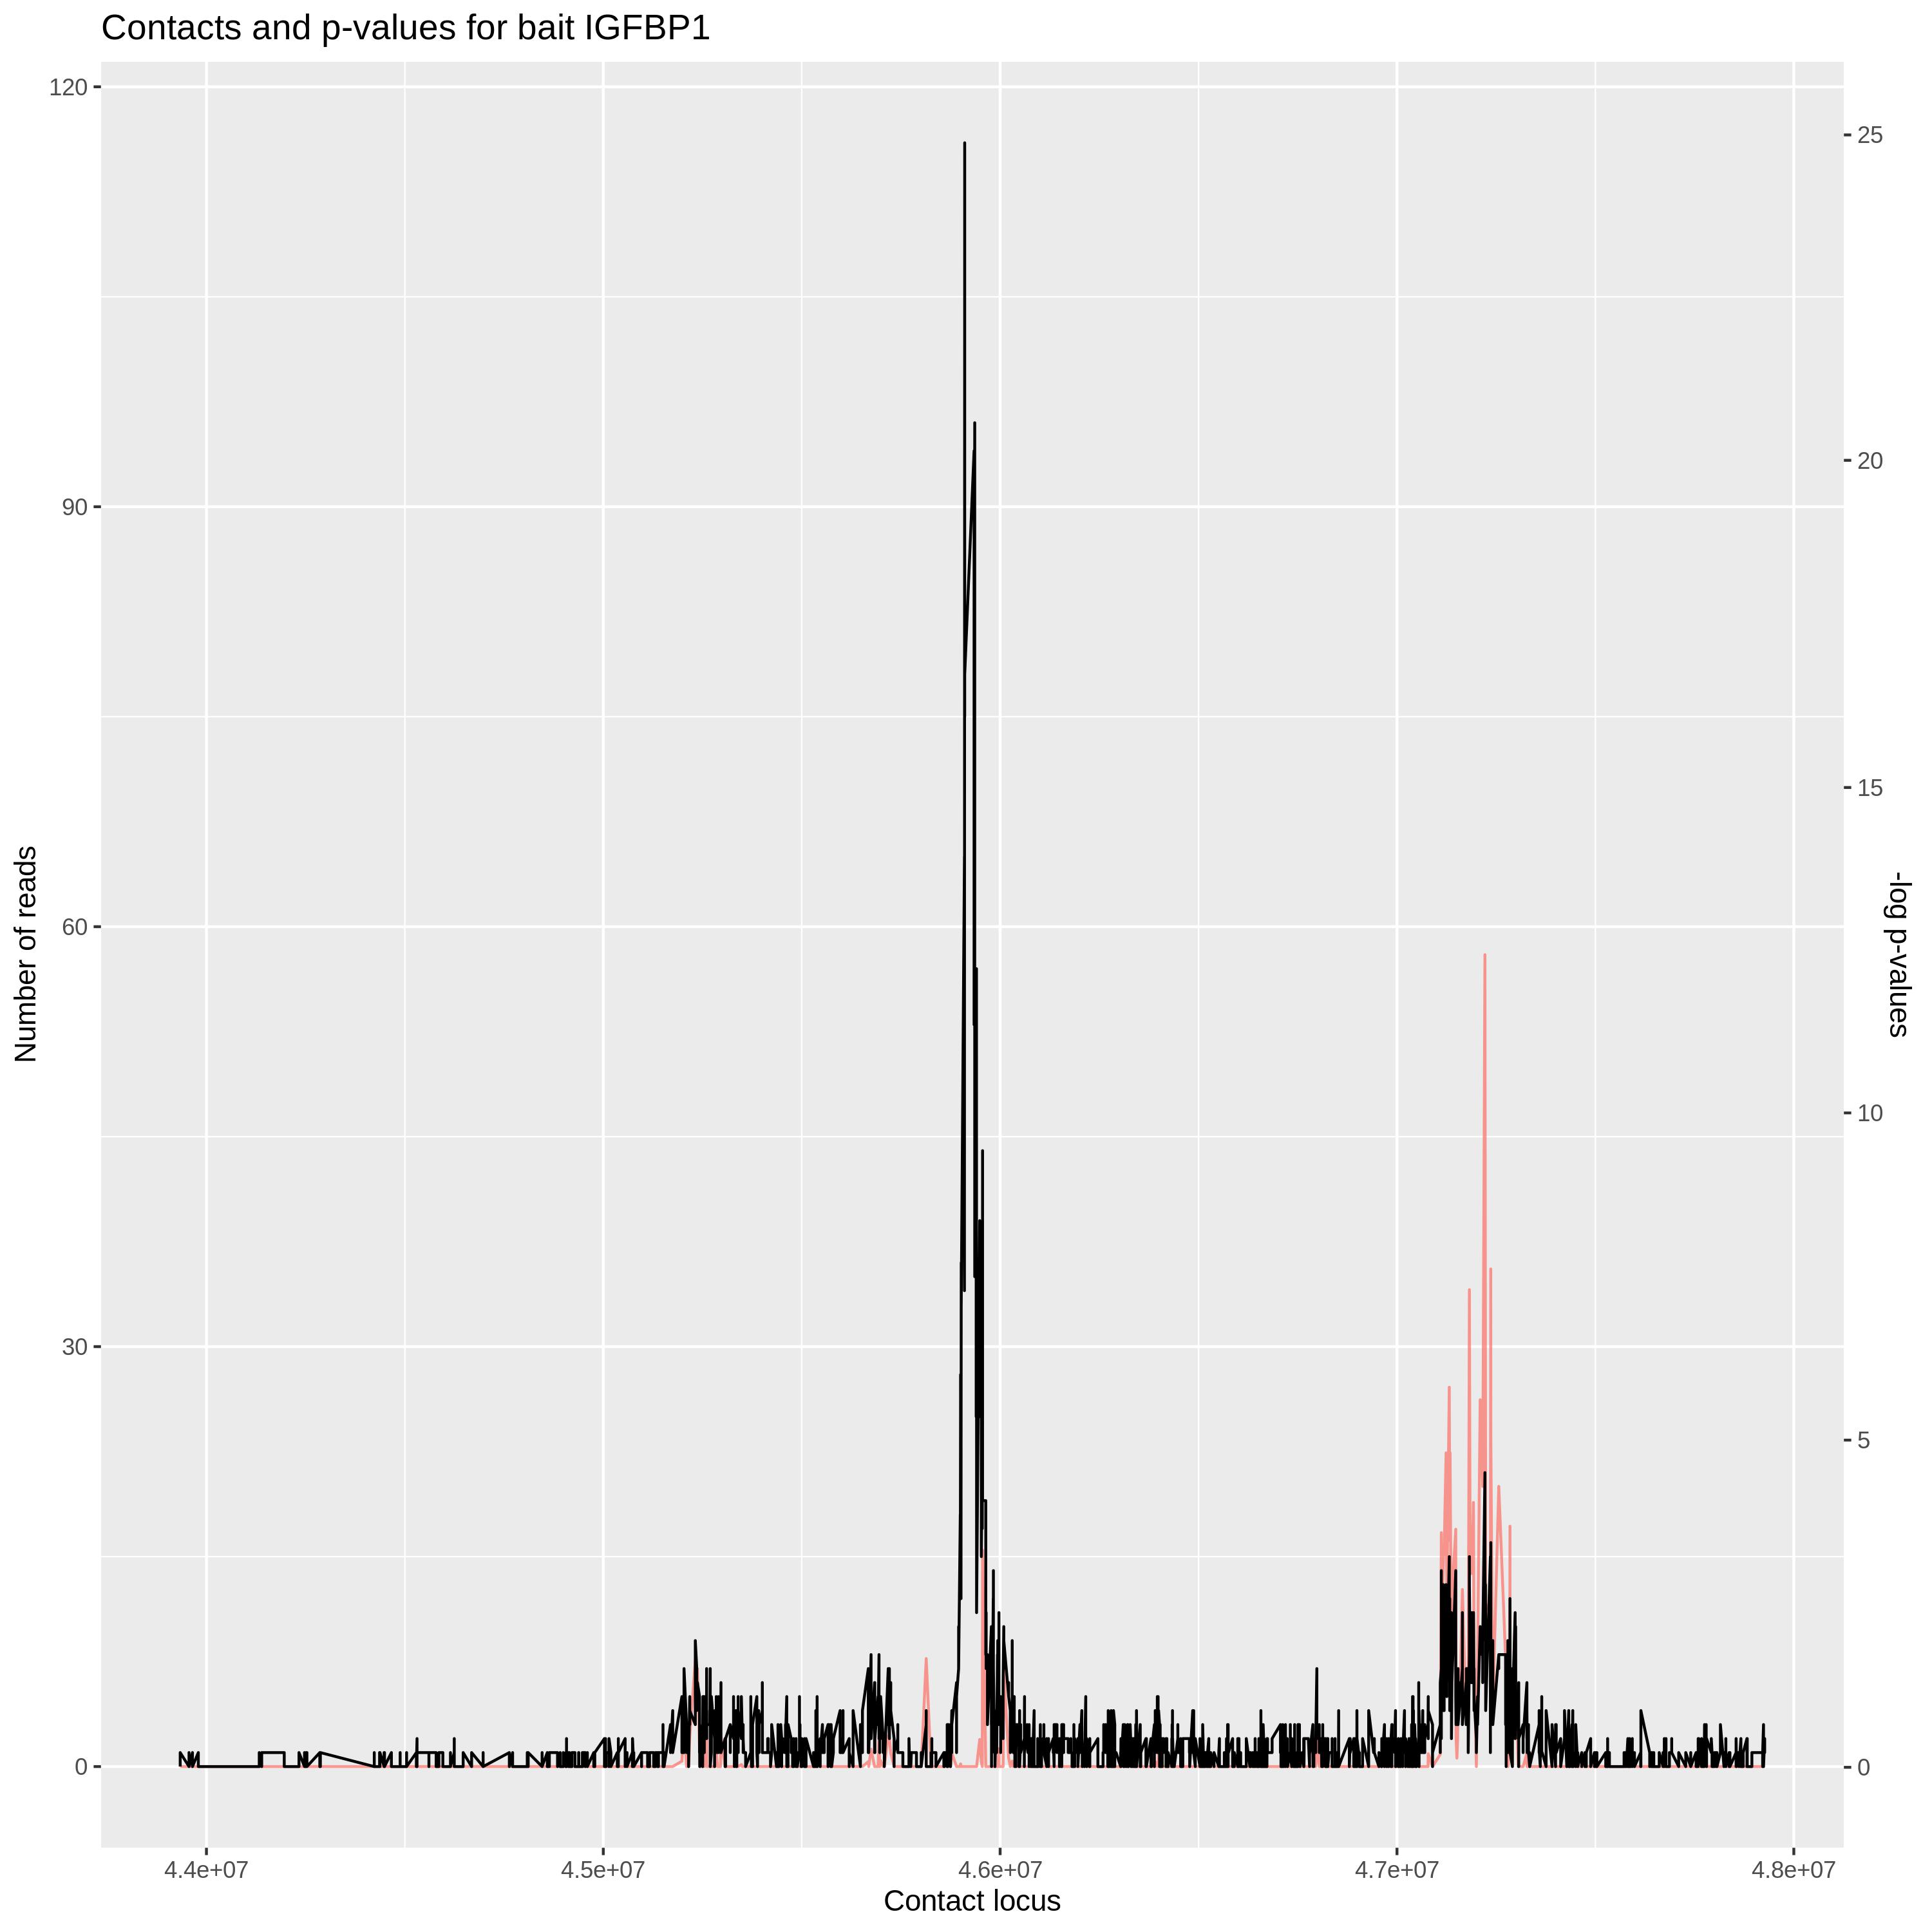 Contacts and p-values for bait IGFBP1
120
90
60
30
0
Number of reads
25
20
15
10
5
0
-log p-values
4.4e+07 4.5e+07 4.6e+07 4.7e+07 4.8e+07
Contact locus